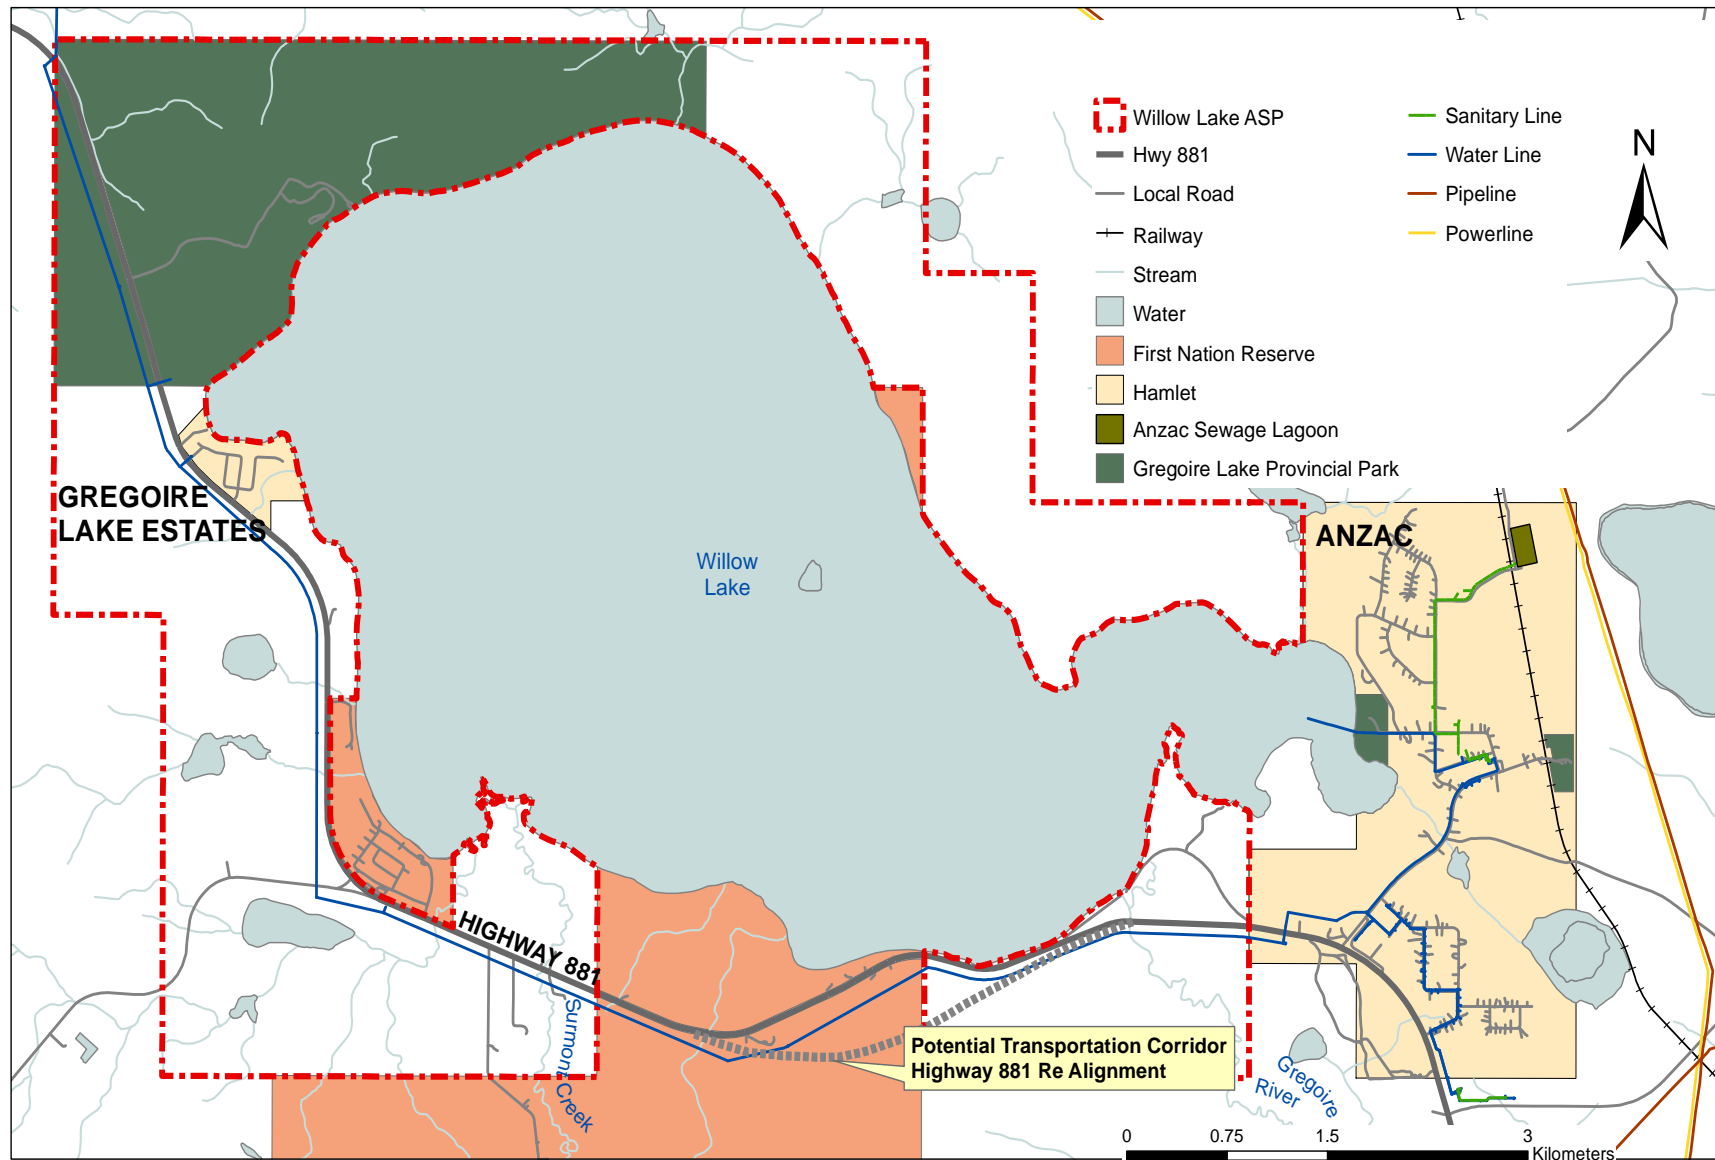 Willow Lake ASP
Hwy 881
Local Road
Railway
Stream
Water
First Nation Reserve
Hamlet
Anzac Sewage Lagoon
Gregoire Lake Provincial Park
Sanitary Line
Water Line
Pipeline
Powerline
N
GREGOIRE
LAKE ESTATES
ANZAC
Willow
Lake
HIGHWAY 881
Surmont Creek
Potential Transportation Corridor
Highway 881 Re Alignment
Gregoire
River
0 0.75 1.5 3
Kilometers